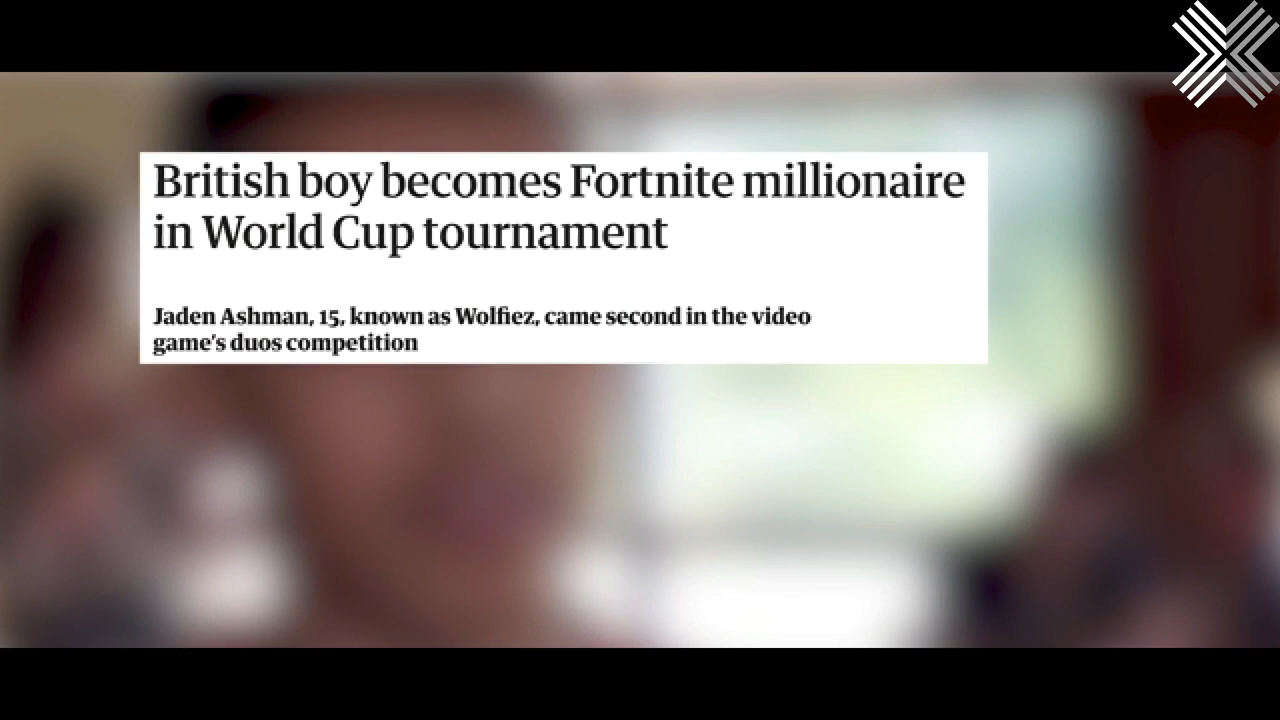 British boy becomes Fortnite millionaire
in World Cup tournament
Jaden Ashman, 15, known as Wolfiez, came second in the video
game's duos competition